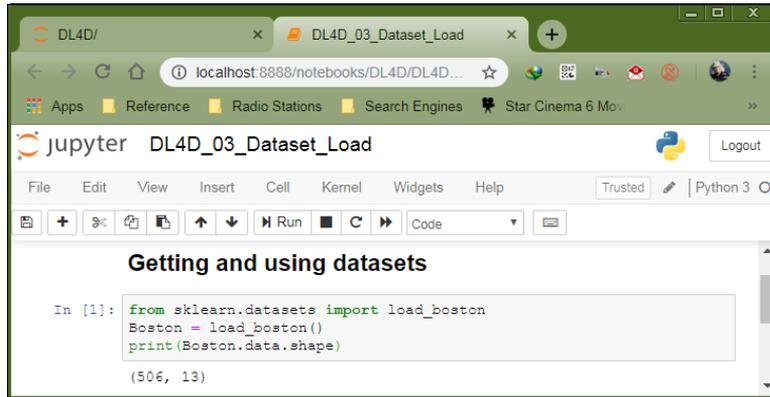 DL4D/
DL4D_03_Dataset_Load
localhost:8888/notebooks/DL4D/DL4D...
Apps Reference Radio Stations Search Engines Star Cinema 6 Mov
jupyter DL4D_03_Dataset_Load Logout
File Edit View Insert Cell Kernel Widgets Help Trusted Python 3
Run Code
Getting and using datasets
In [1]: from sklearn.datasets import load_boston
Boston = load_boston()
print(Boston.data.shape)
(506, 13)